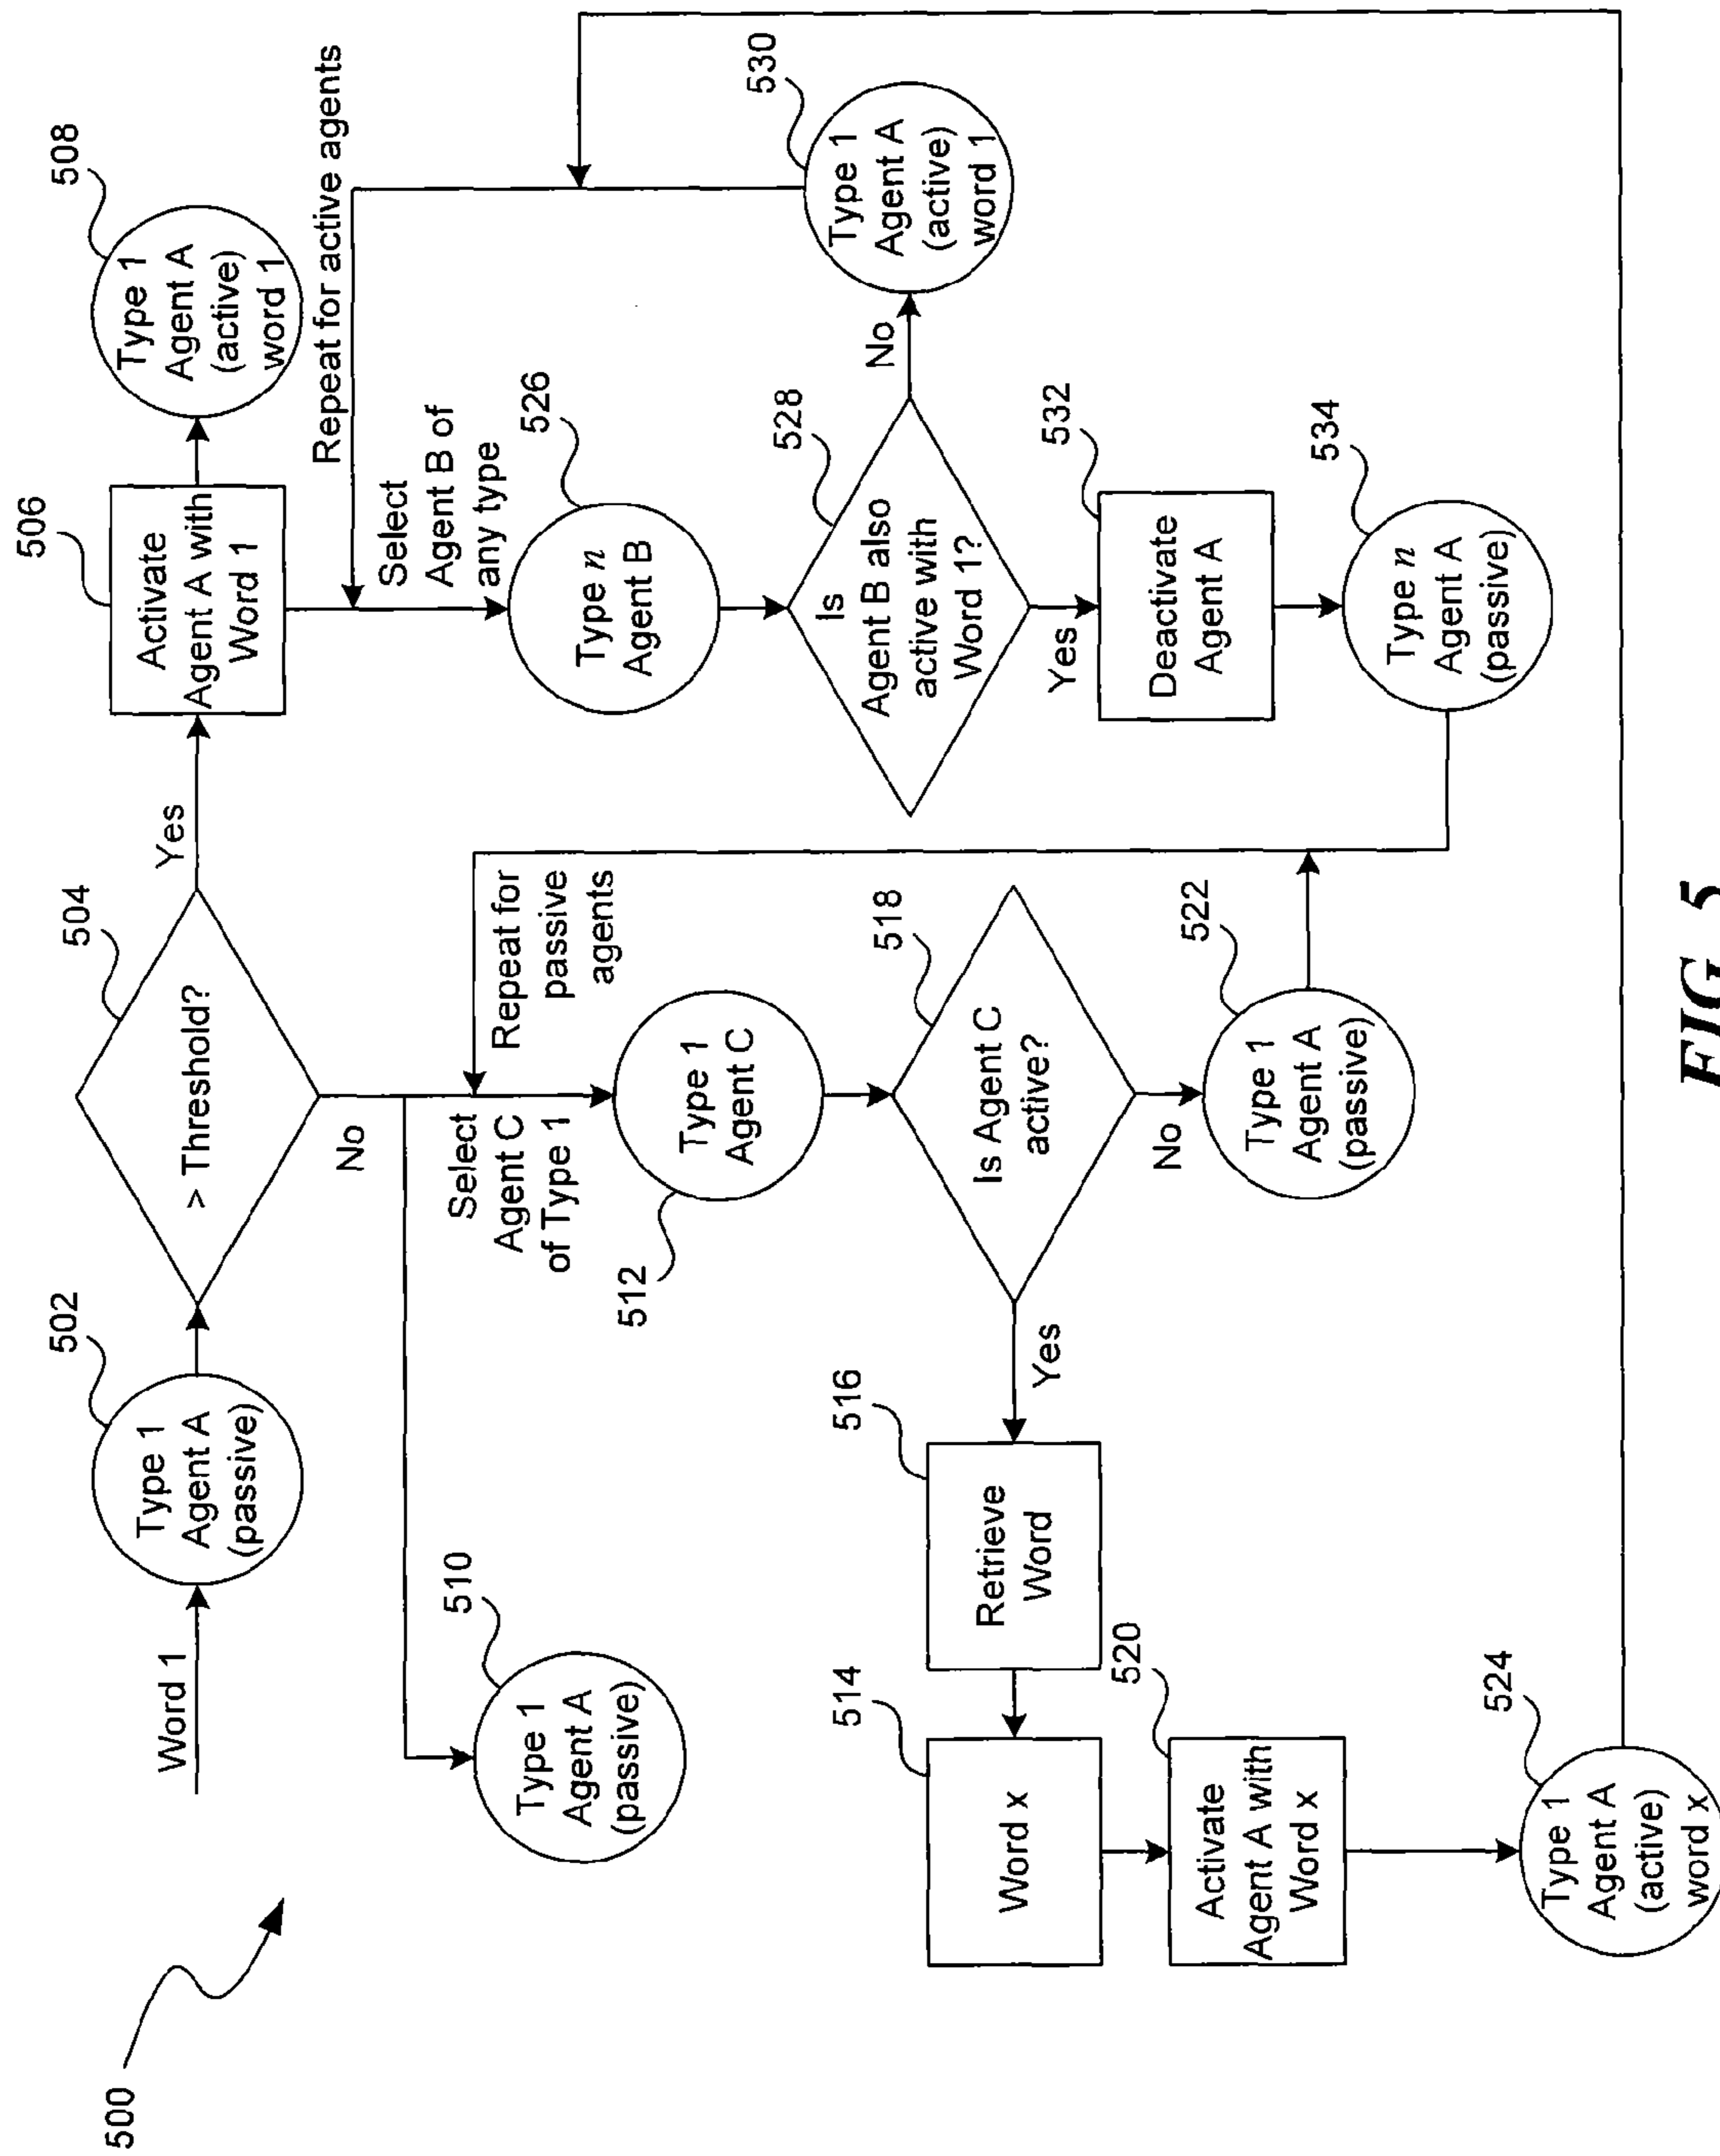 500
Word 1
502
Type 1
Agent A
(passive)
504
> Threshold?
Yes
No
506
Activate
Agent A with
Word 1
508
Type 1
Agent A
(active)
word 1
Repeat for active agents
510
Type 1
Agent A
(passive)
Select
Agent C
of Type 1
Repeat for
passive
agents
Select
Agent B of
any type
512
Type 1
Agent C
526
Type n
Agent B
518
Is Agent C
active?
Yes
No
528
Is
Agent B also
active with
Word 1?
No
Yes
530
Type 1
Agent A
(active)
word 1
516
Retrieve
Word
514
Word x
520
Activate
Agent A with
Word x
522
Type 1
Agent A
(passive)
532
Deactivate
Agent A
534
Type n
Agent A
(passive)
524
Type 1
Agent A
(active)
word x
FIG. 5